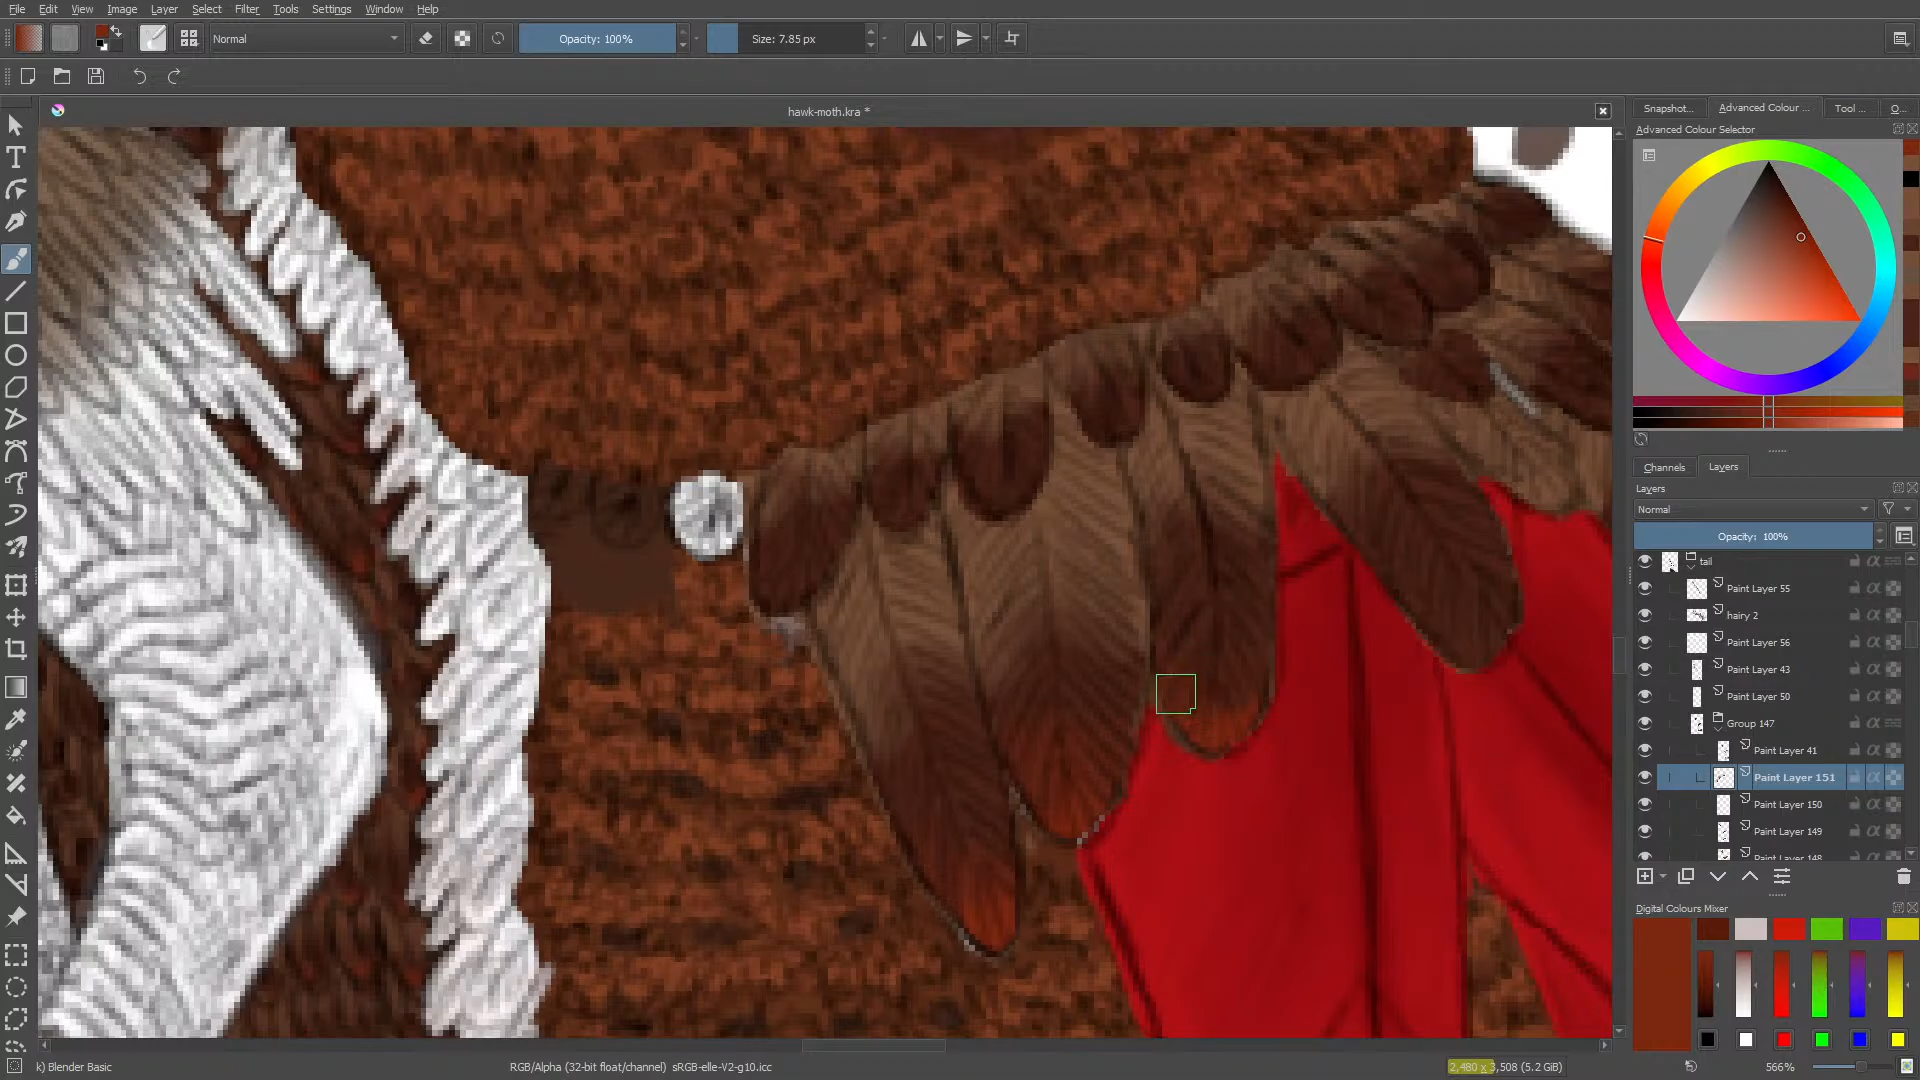 File Edit View Image Layer Select Filter Tools Settings Window Help
Normal
Opacity: 100%
Size: 7.85 px
hawk-moth.kra *
Snapshot...
Advanced Colour ...
Tool ...
O...
Advanced Colour Selector
Channels
Layers
Layers
Normal
Opacity: 100%
tail
Paint Layer 55
hairy 2
Paint Layer 56
Paint Layer 43
Paint Layer 50
Group 147
Paint Layer 41
Paint Layer 151
Paint Layer 150
Paint Layer 149
Paint Layer 148
Digital Colours Mixer
k) Blender Basic
RGB/Alpha (32-bit float/channel) sRGB-elle-V2-g10.icc
2,480 x 3,508 (5.2 GiB)
566%